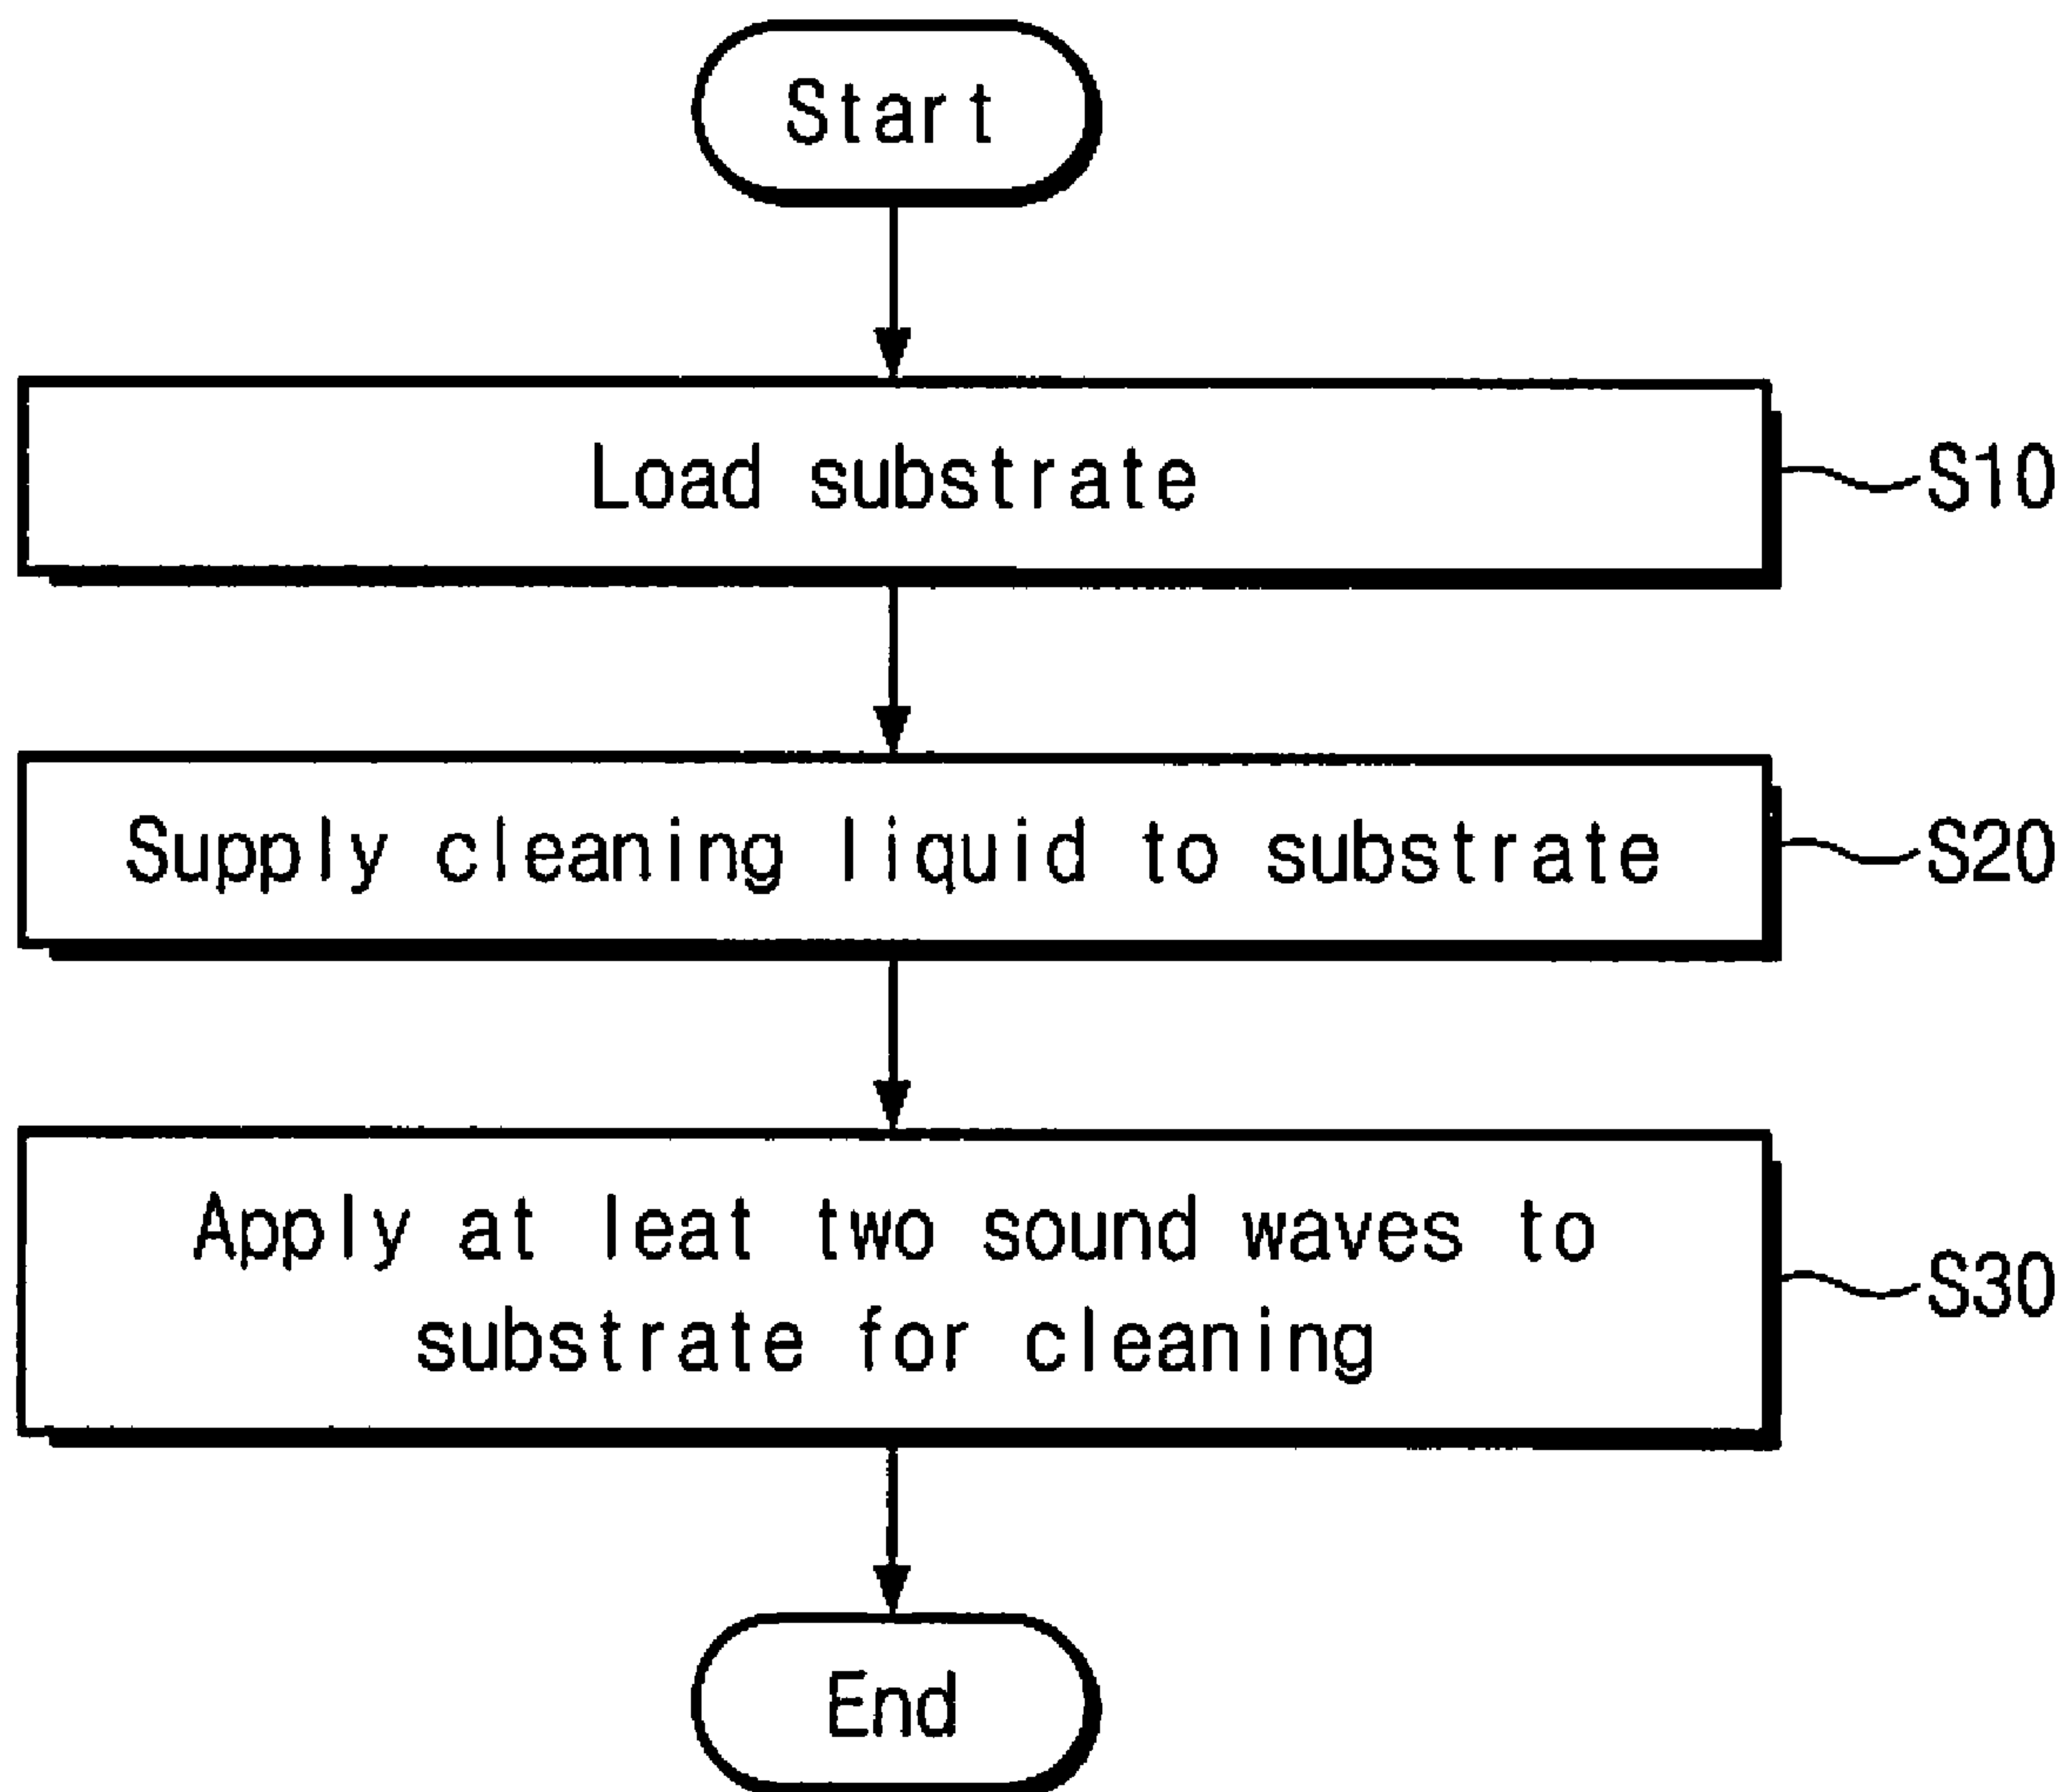 Start
Load substrate
S10
Supply cleaning liquid to substrate
S20
Apply at leat two sound waves to
substrate for cleaning
S30
End